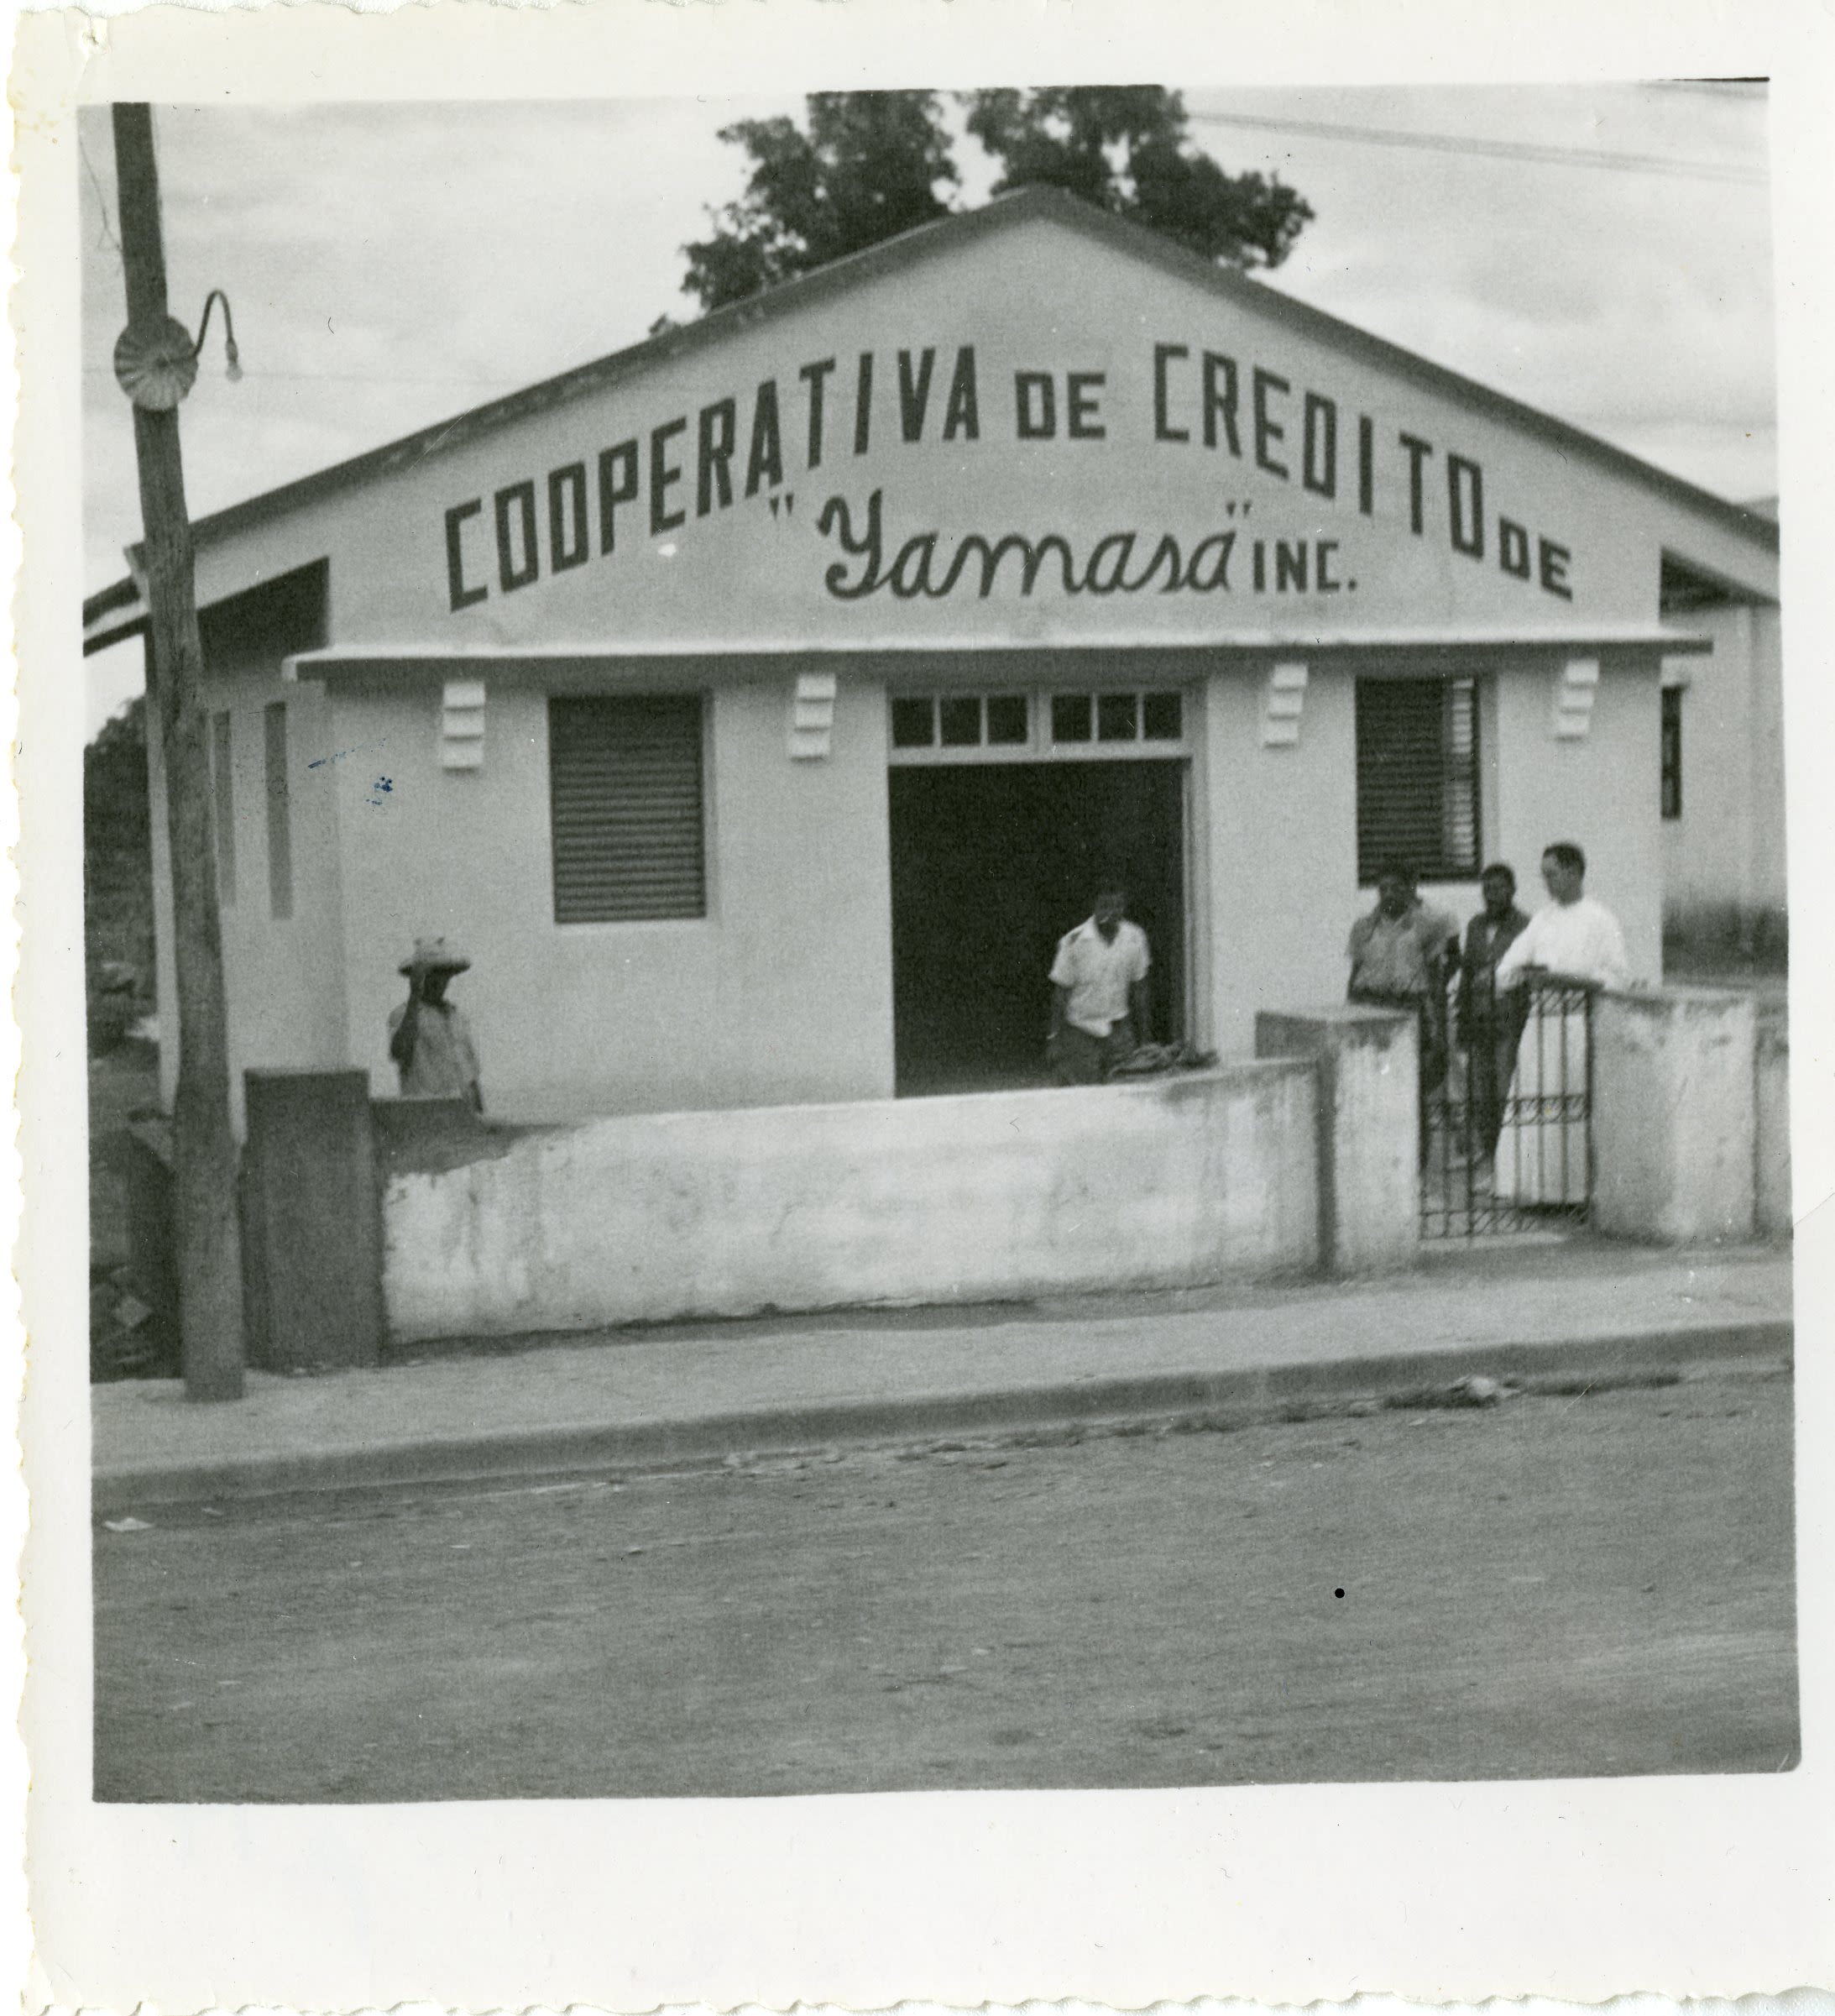 COOPERATIVA DE CREDITO DE
"Yamasá" INC.